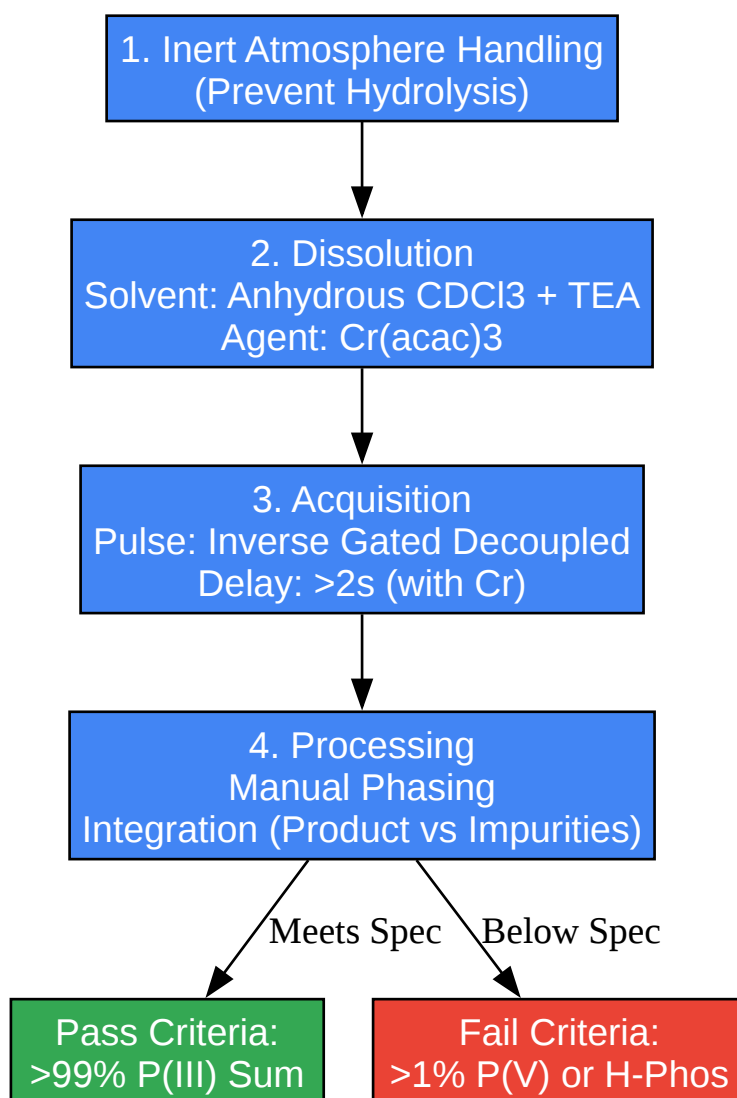 1. Inert Atmosphere Handling
(Prevent Hydrolysis)
2. Dissolution
Solvent: Anhydrous CDCl3 + TEA
Agent: Cr(acac)3
3. Acquisition
Pulse: Inverse Gated Decoupled
Delay: >2s (with Cr)
4. Processing
Manual Phasing
Integration (Product vs Impurities)
Meets Spec
Below Spec
Pass Criteria:
>99% P(III) Sum
Fail Criteria:
>1% P(V) or H-Phos